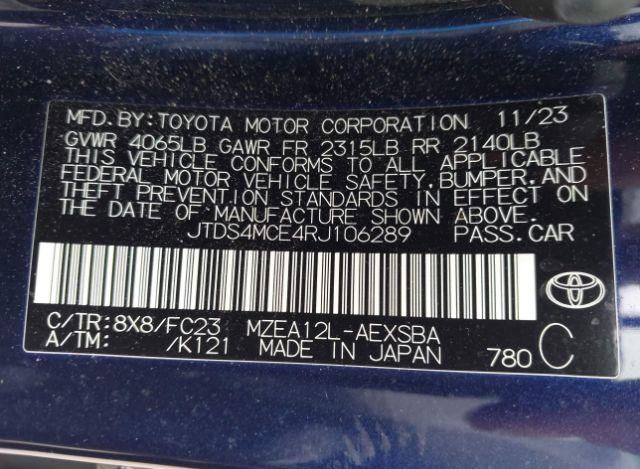 MFD.BY:TOYOTA MOTOR CORPORATION 11/23
GVWR 4065LB GAWR FR 2315LB RR 2140LB
THIS VEHICLE CONFORMS TO ALL APPLICABLE
FEDERAL MOTOR VEHICLE SAFETY,BUMPER,AND
THEFT PREVENTION STANDARDS IN EFFECT ON
THE DATE OF MANUFACTURE SHOWN ABOVE.
JTDS4MCE4RJ106289 PASS.CAR
C/TR:8X8/FC23 MZEA12L-AEXSBA
A/TM: /K121 MADE IN JAPAN 780 C